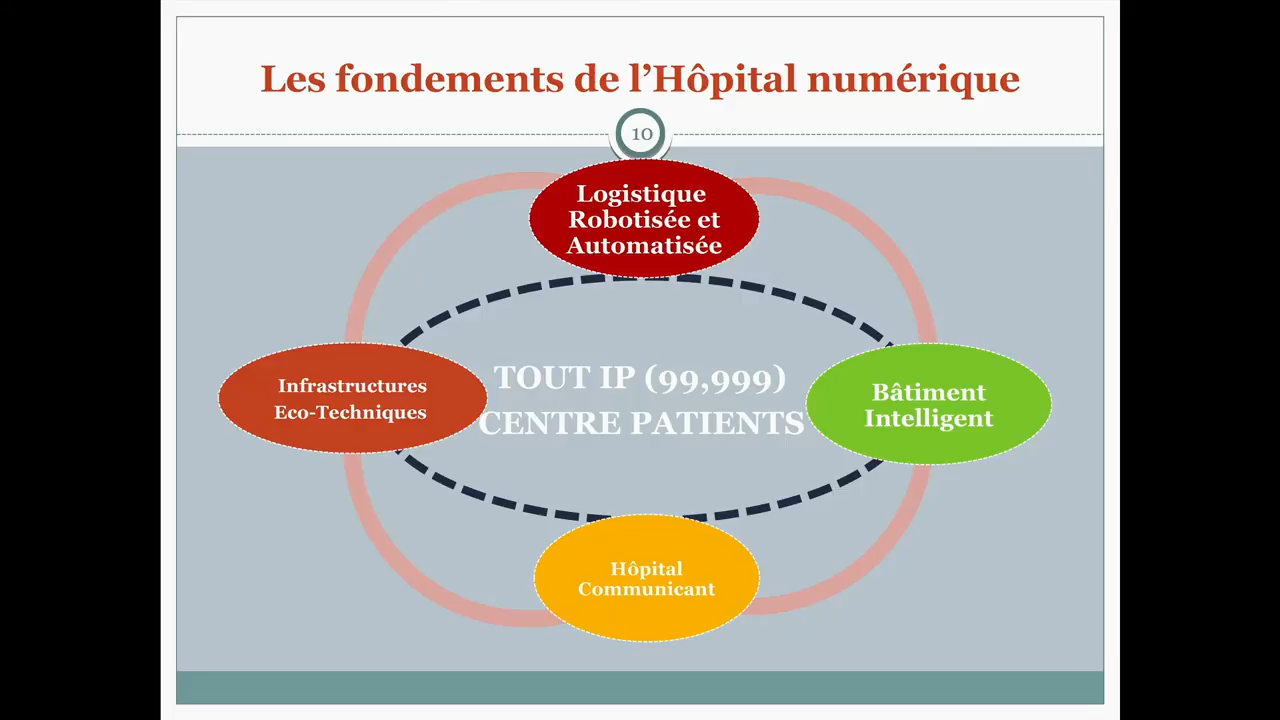 Les fondements de l’Hôpital numérique
10
Logistique
Robotisée et
Automatisée
Infrastructures
Eco-Techniques
TOUT IP (99,999)
CENTRE PATIENTS
Bâtiment
Intelligent
Hôpital
Communicant